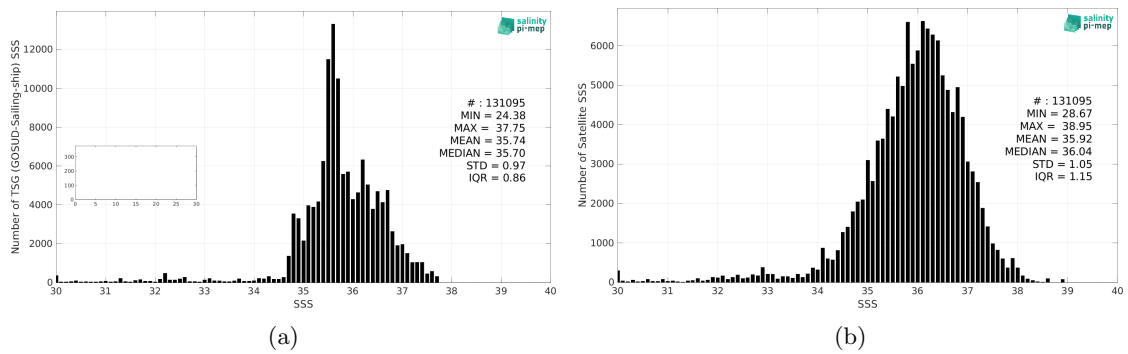 salinity
pi-mep
Number of TSG (GOSUD-Sailing-ship) SSS
12000
10000
8000
6000
4000
2000
0
# : 131095
MIN = 24.38
MAX = 37.75
MEAN = 35.74
MEDIAN = 35.70
STD = 0.97
IQR = 0.86
300
200
100
0
0 5 10 15 20 25 30
30 31 32 33 34 35 36 37 38 39 40
SSS
(a)
salinity
pi-mep
Number of Satellite SSS
6000
5000
4000
3000
2000
1000
0
# : 131095
MIN = 28.67
MAX = 38.95
MEAN = 35.92
MEDIAN = 36.04
STD = 1.05
IQR = 1.15
30 31 32 33 34 35 36 37 38 39 40
SSS
(b)